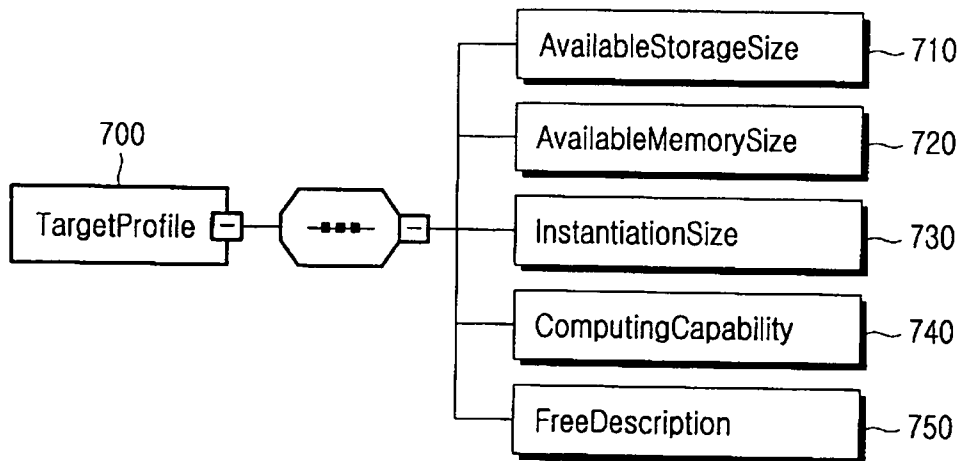 700
TargetProfile
AvailableStorageSize
710
AvailableMemorySize
720
InstantiationSize
730
ComputingCapability
740
FreeDescription
750